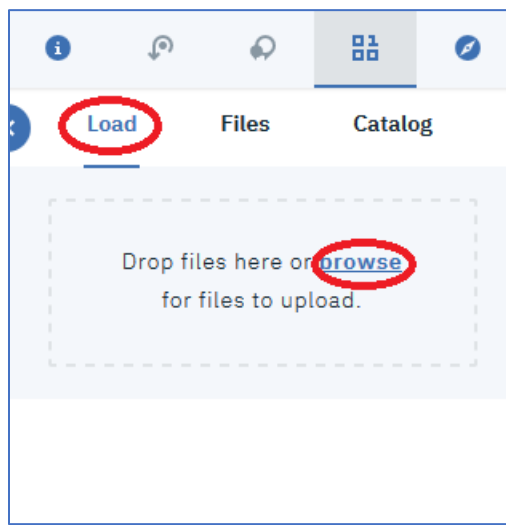 Load Files Catalog
Drop files here or browse
for files to upload.